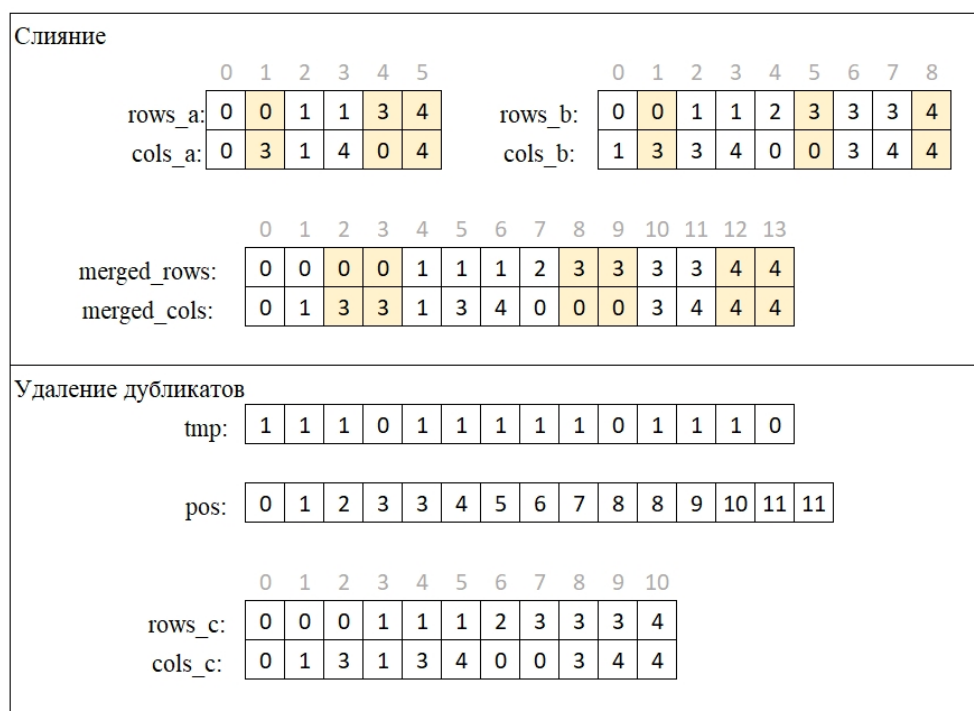 Слияние
0 1 2 3 4 5
rows_a: 0 0 1 1 3 4
cols_a: 0 3 1 4 0 4
0 1 2 3 4 5 6 7 8
rows_b: 0 0 1 1 2 3 3 3 4
cols_b: 1 3 3 4 0 0 3 4 4
0 1 2 3 4 5 6 7 8 9 10 11 12 13
merged_rows: 0 0 0 0 1 1 1 2 3 3 3 3 4 4
merged_cols: 0 1 3 3 1 3 4 0 0 0 3 4 4 4
Удаление дубликатов
tmp: 1 1 1 0 1 1 1 1 1 0 1 1 1 0
pos: 0 1 2 3 3 4 5 6 7 8 8 9 10 11 11
0 1 2 3 4 5 6 7 8 9 10
rows_c: 0 0 0 1 1 1 2 3 3 3 4
cols_c: 0 1 3 1 3 4 0 0 3 4 4